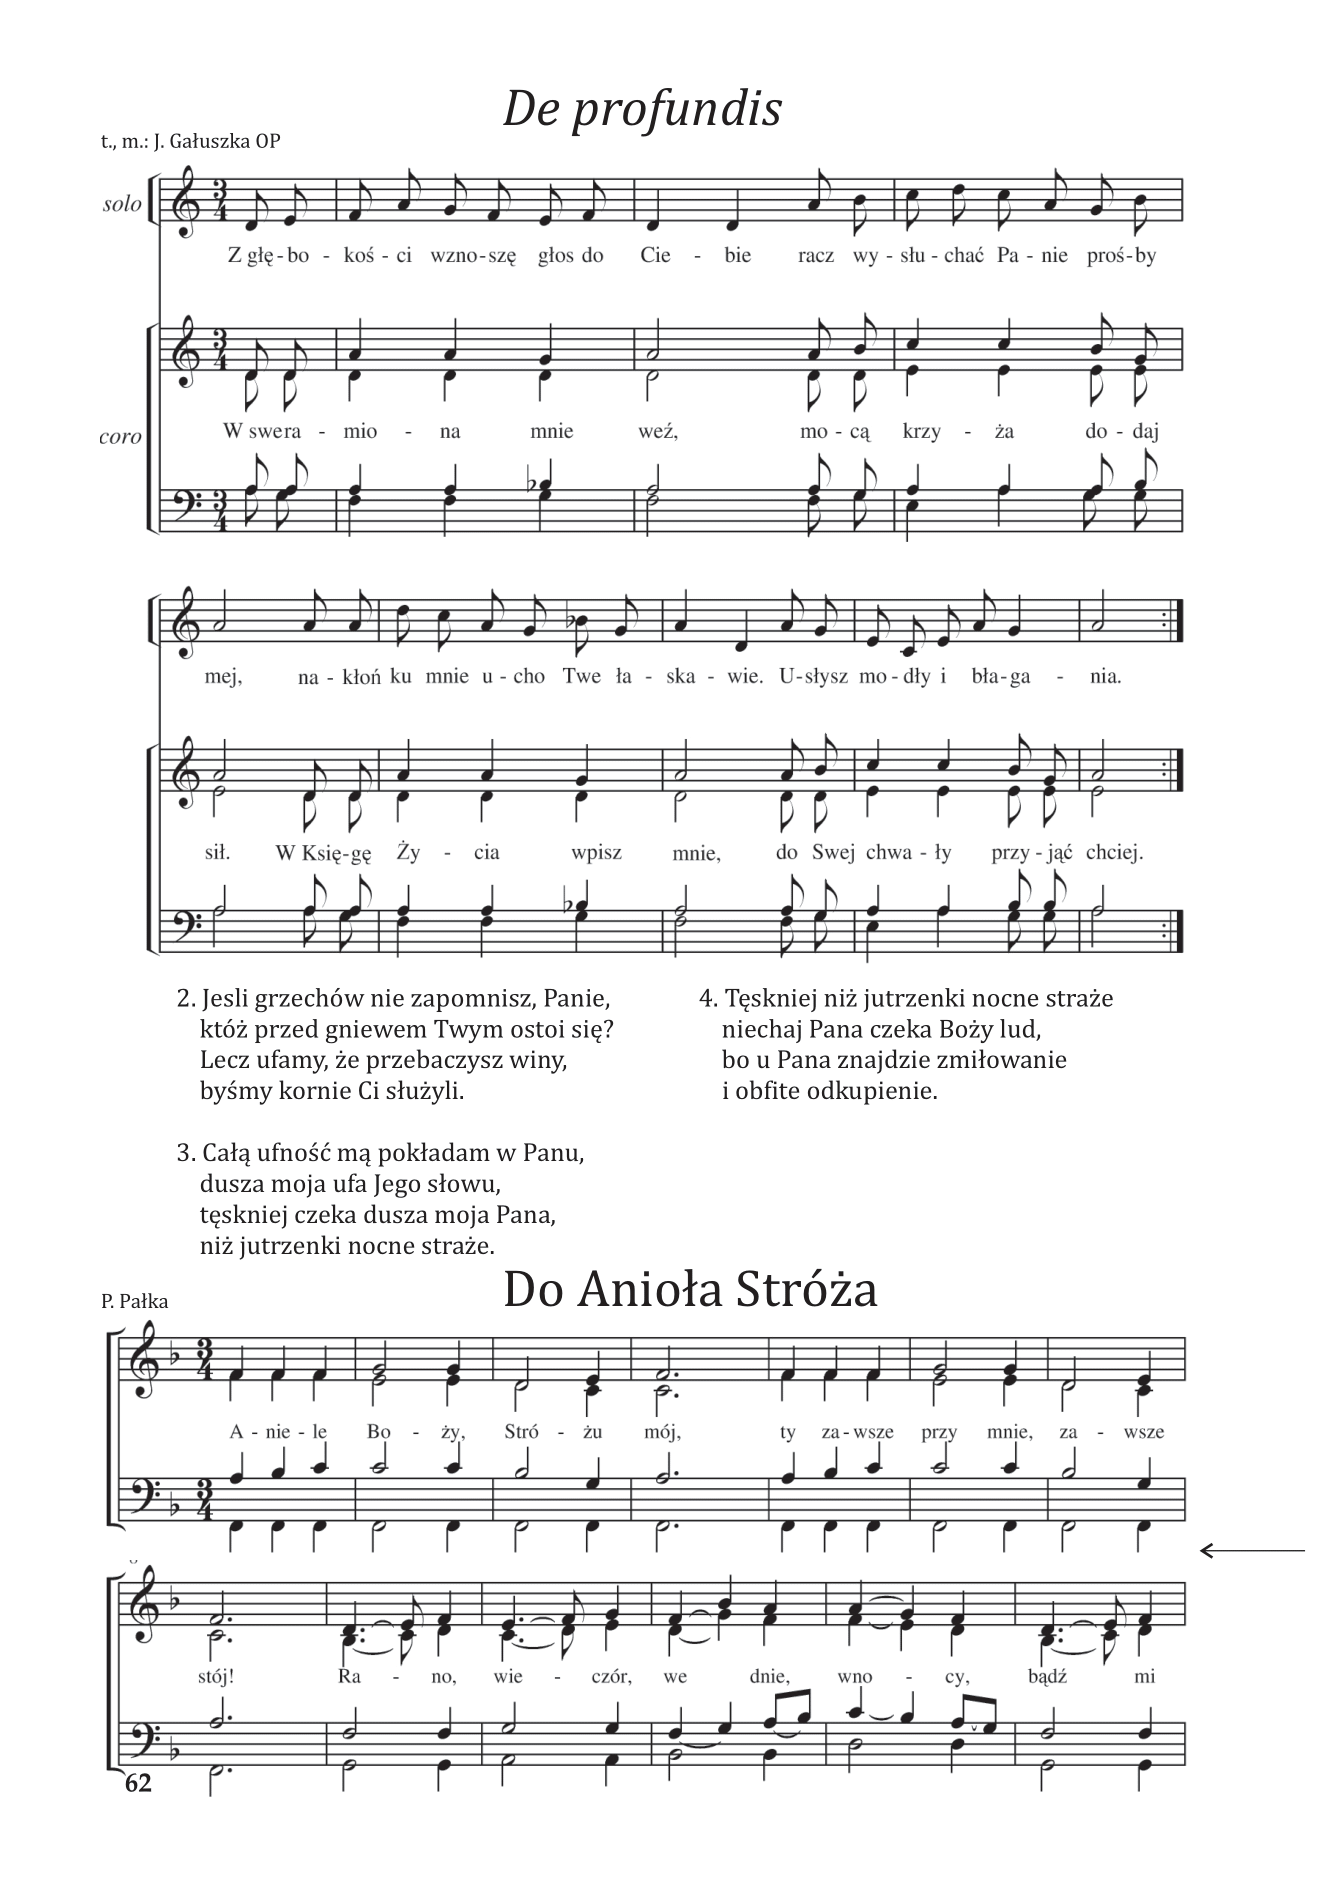 De profundis
t., m.: J. Gałuszka OP
solo
Z głę - bo - koś - ci wzno - szę głos do Cie - bie racz wy - słu - chać Pa - nie proś - by
coro
W swe ra - mio - na mnie weź, mo - cą krzy - ża do - daj
mej, na - kłoń ku mnie u - cho Twe ła - ska - wie. U - słysz mo - dły i bła - ga - nia.
sił. W Księ - gę Ży - cia wpisz mnie, do Swej chwa - ły przy - jąć chciej.
2. Jesli grzechów nie zapomnisz, Panie,
któż przed gniewem Twym ostoi się?
Lecz ufamy, że przebaczysz winy,
byśmy kornie Ci służyli.
3. Całą ufność mą pokładam w Panu,
dusza moja ufa Jego słowu,
tęskniej czeka dusza moja Pana,
niż jutrzenki nocne straże.
4. Tęskniej niż jutrzenki nocne straże
niechaj Pana czeka Boży lud,
bo u Pana znajdzie zmiłowanie
i obfite odkupienie.
Do Anioła Stróża
P. Pałka
A - nie - le Bo - ży, Stró - żu mój, ty za - wsze przy mnie, za - wsze
stój! Ra - no, wie - czór, we dnie, wno - cy, bądź mi
62